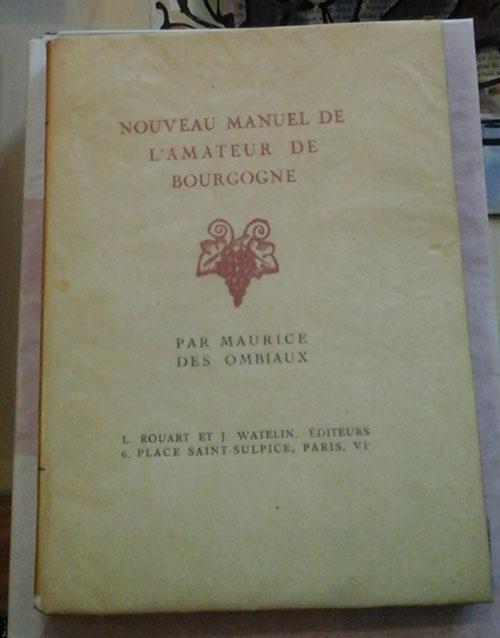 NOUVEAU MANUEL DE
L'AMATEUR DE
BOURGOGNE
PAR MAURICE
DES OMBIAUX
L. ROUART ET J. WATELIN, ÉDITEURS
6, PLACE SAINT-SULPICE, PARIS, VIᵉ